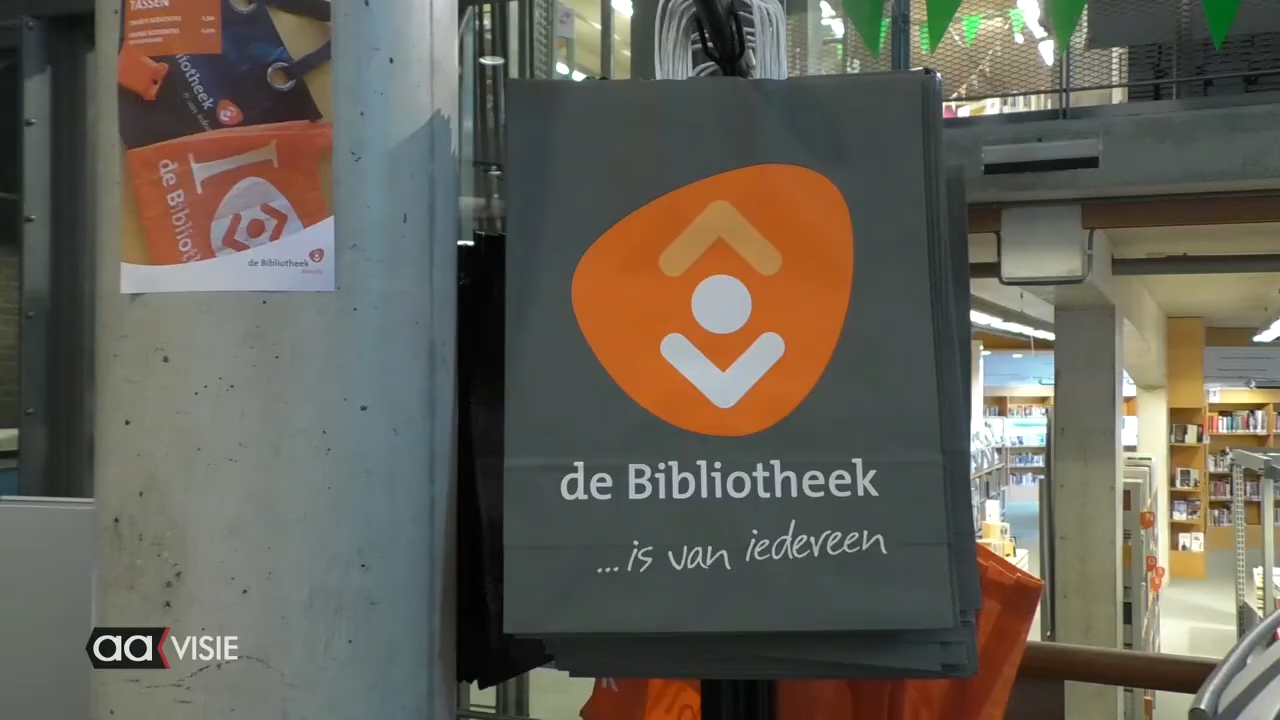 TASSEN
de Bibliotheek
de Bibliotheek
de Bibliotheek
... is van iedereen
aa VISIE